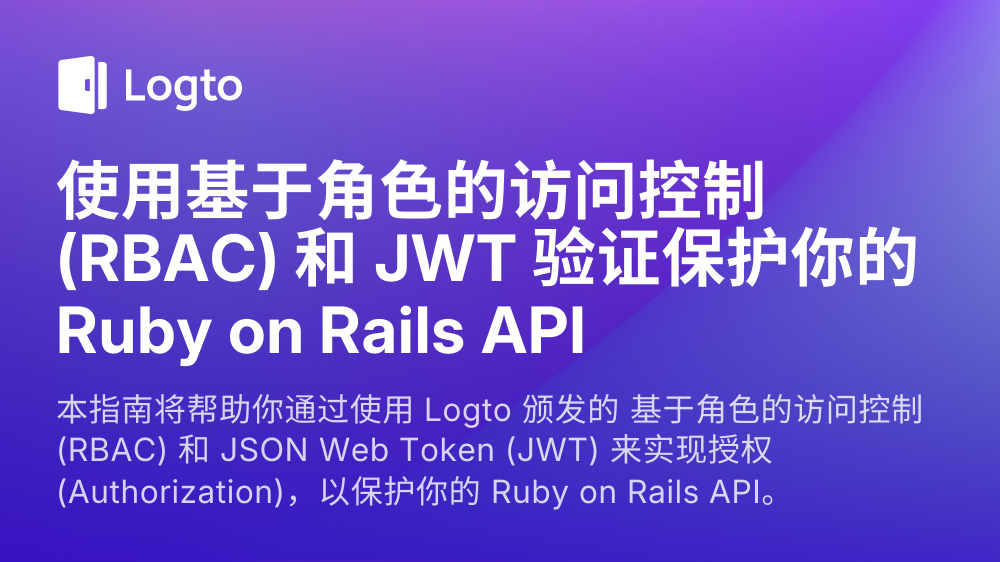 Logto
使用基于角色的访问控制
(RBAC) 和 JWT 验证保护你的
Ruby on Rails API
本指南将帮助你通过使用 Logto 颁发的 基于角色的访问控制
(RBAC) 和 JSON Web Token (JWT) 来实现授权
(Authorization)，以保护你的 Ruby on Rails API。